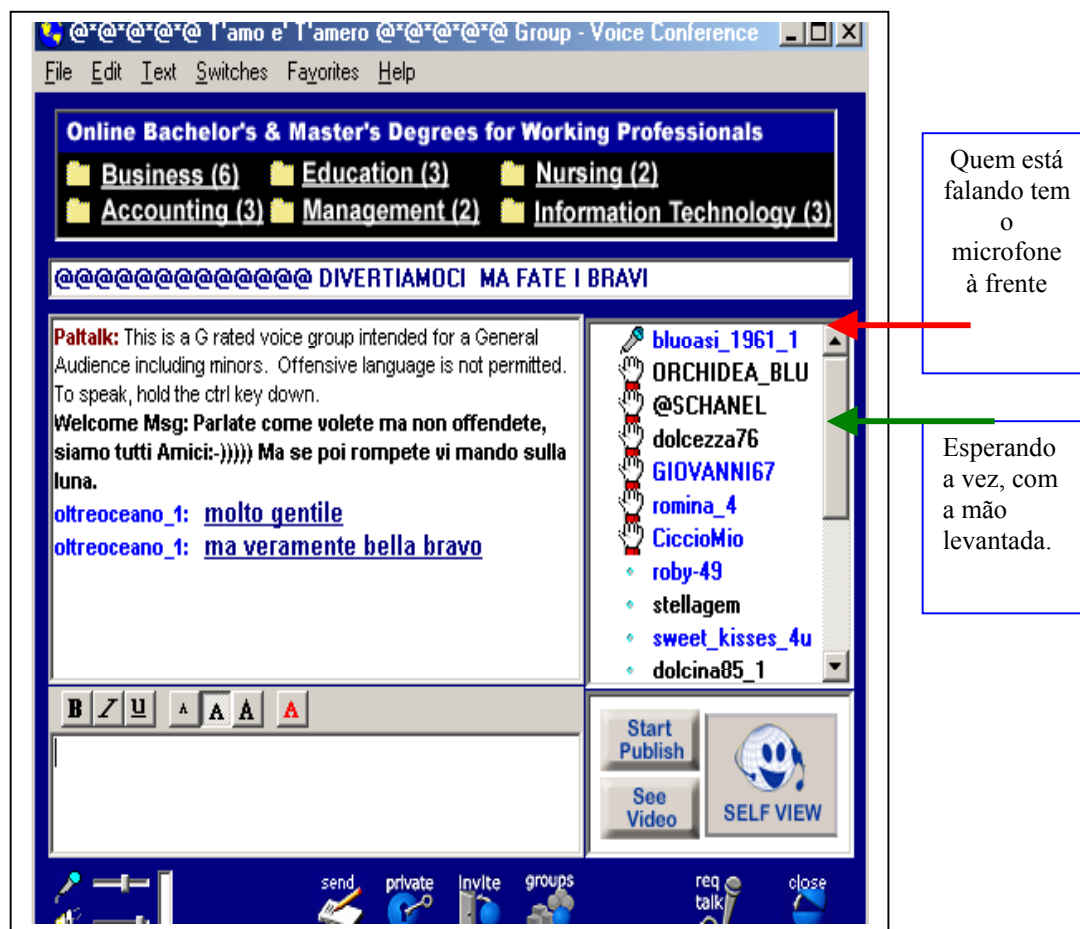 @*@*@*@*@ T'amo e' T'amero @*@*@*@*@ Group - Voice Conference
File Edit Text Switches Favorites Help
Online Bachelor's & Master's Degrees for Working Professionals
Business (6) Education (3) Nursing (2)
Accounting (3) Management (2) Information Technology (3)
@@@@@@@@@@@@@ DIVERTIAMOCI MA FATE I BRAVI
Paltalk: This is a G rated voice group intended for a General
Audience including minors. Offensive language is not permitted.
To speak, hold the ctrl key down.
Welcome Msg: Parlate come volete ma non offendete,
siamo tutti Amici:-))))) Ma se poi rompete vi mando sulla
luna.
oltreoceano_1: molto gentile
oltreoceano_1: ma veramente bella bravo
bluoasi_1961_1
ORCHIDEA_BLU
@SCHANEL
dolcezza76
GIOVANNI67
romina_4
CiccioMio
roby-49
stellagem
sweet_kisses_4u
dolcina85_1
B I U A A A A
Start
Publish
See
Video
SELF VIEW
send private invite groups req
talk close
Quem está
falando tem
o
microfone
à frente
Esperando
a vez, com
a mão
levantada.